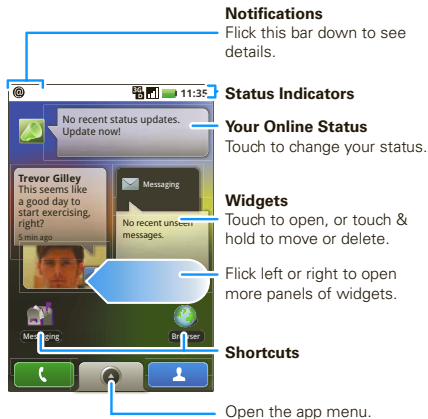 Notifications
Flick this bar down to see
details.
@
3G
11:35
Status Indicators
No recent status updates.
Update now!
Your Online Status
Touch to change your status.
Trevor Gilley
This seems like
a good day to
start exercising,
right?
5 min ago
Messaging
No recent unseen
messages.
Widgets
Touch to open, or touch &
hold to move or delete.
Flick left or right to open
more panels of widgets.
Messaging
Browser
Shortcuts
Open the app menu.